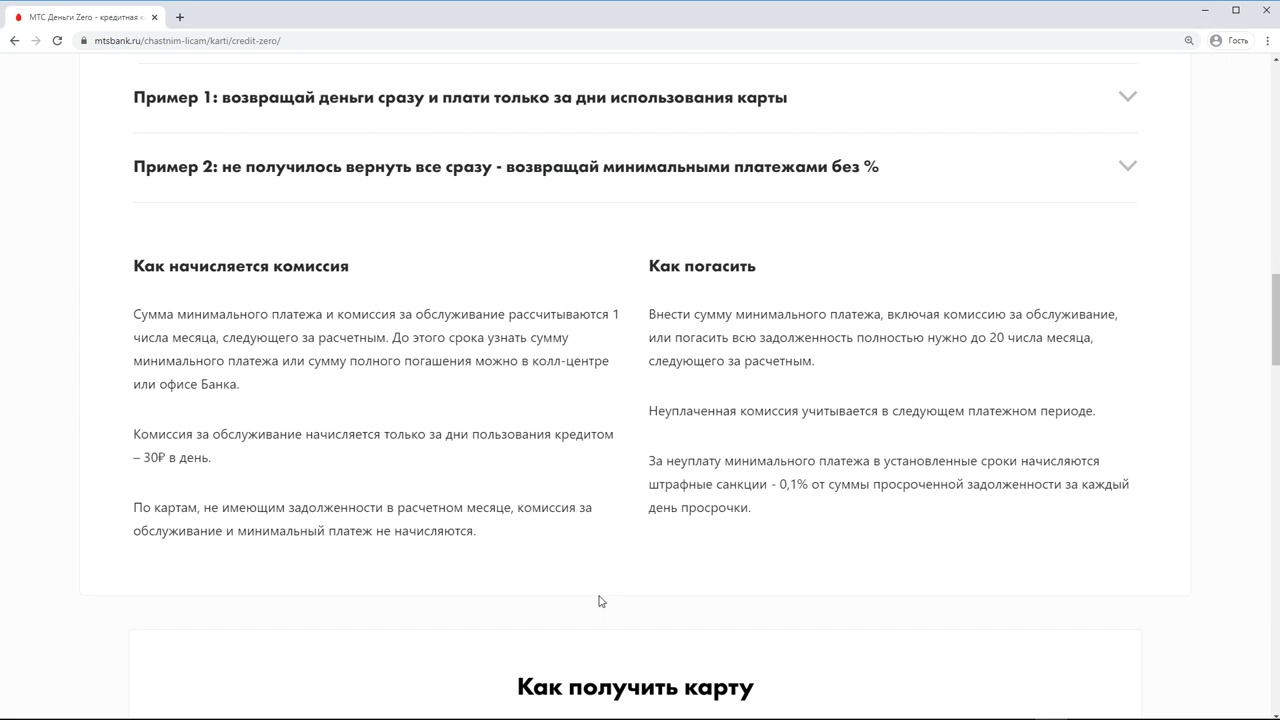 МТС Деньги Zero - кредитная к
mtsbank.ru/chastnim-licam/karti/credit-zero/
Гость
Пример 1: возвращай деньги сразу и плати только за дни использования карты
Пример 2: не получилось вернуть все сразу - возвращай минимальными платежами без %
Как начисляется комиссия
Сумма минимального платежа и комиссия за обслуживание рассчитываются 1
числа месяца, следующего за расчетным. До этого срока узнать сумму
минимального платежа или сумму полного погашения можно в колл-центре
или офисе Банка.
Комиссия за обслуживание начисляется только за дни пользования кредитом
– 30₽ в день.
По картам, не имеющим задолженности в расчетном месяце, комиссия за
обслуживание и минимальный платеж не начисляются.
Как погасить
Внести сумму минимального платежа, включая комиссию за обслуживание,
или погасить всю задолженность полностью нужно до 20 числа месяца,
следующего за расчетным.
Неуплаченная комиссия учитывается в следующем платежном периоде.
За неуплату минимального платежа в установленные сроки начисляются
штрафные санкции - 0,1% от суммы просроченной задолженности за каждый
день просрочки.
Как получить карту